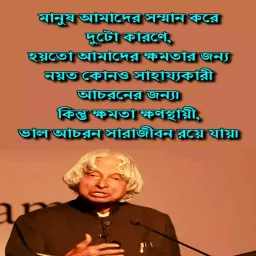 মানুষ আমাদের সম্মান করে
দুটো কারণে,
হয়তো আমাদের ক্ষমতার জন্য
নয়ত কোনও সাহায্যকারী
আচরনের জন্য।
কিন্তু ক্ষমতা ক্ষণস্থায়ী,
ভাল আচরন সারাজীবন রয়ে যায়।